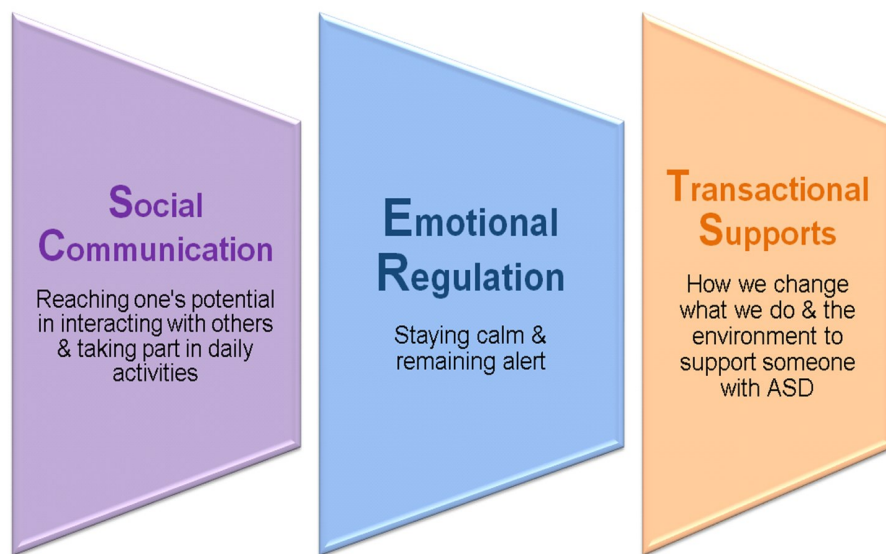 Social
Communication
Reaching one's potential
in interacting with others
& taking part in daily
activities
Emotional
Regulation
Staying calm &
remaining alert
Transactional
Supports
How we change
what we do & the
environment to
support someone
with ASD